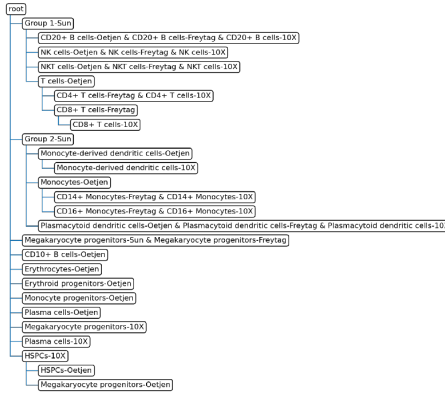 root
Group 1-Sun
CD20+ B cells-Oetjen & CD20+ B cells-Freytag & CD20+ B cells-10X
NK cells-Oetjen & NK cells-Freytag & NK cells-10X
NKT cells-Oetjen & NKT cells-Freytag & NKT cells-10X
T cells-Oetjen
CD4+ T cells-Freytag & CD4+ T cells-10X
CD8+ T cells-Freytag
CD8+ T cells-10X
Group 2-Sun
Monocyte-derived dendritic cells-Oetjen
Monocyte-derived dendritic cells-10X
Monocytes-Oetjen
CD14+ Monocytes-Freytag & CD14+ Monocytes-10X
CD16+ Monocytes-Freytag & CD16+ Monocytes-10X
Plasmacytoid dendritic cells-Oetjen & Plasmacytoid dendritic cells-Freytag & Plasmacytoid dendritic cells-10
Megakaryocyte progenitors-Sun & Megakaryocyte progenitors-Freytag
CD10+ B cells-Oetjen
Erythrocytes-Oetjen
Erythroid progenitors-Oetjen
Monocyte progenitors-Oetjen
Plasma cells-Oetjen
Megakaryocyte progenitors-10X
Plasma cells-10X
HSPCs-10X
HSPCs-Oetjen
Megakaryocyte progenitors-Oetjen